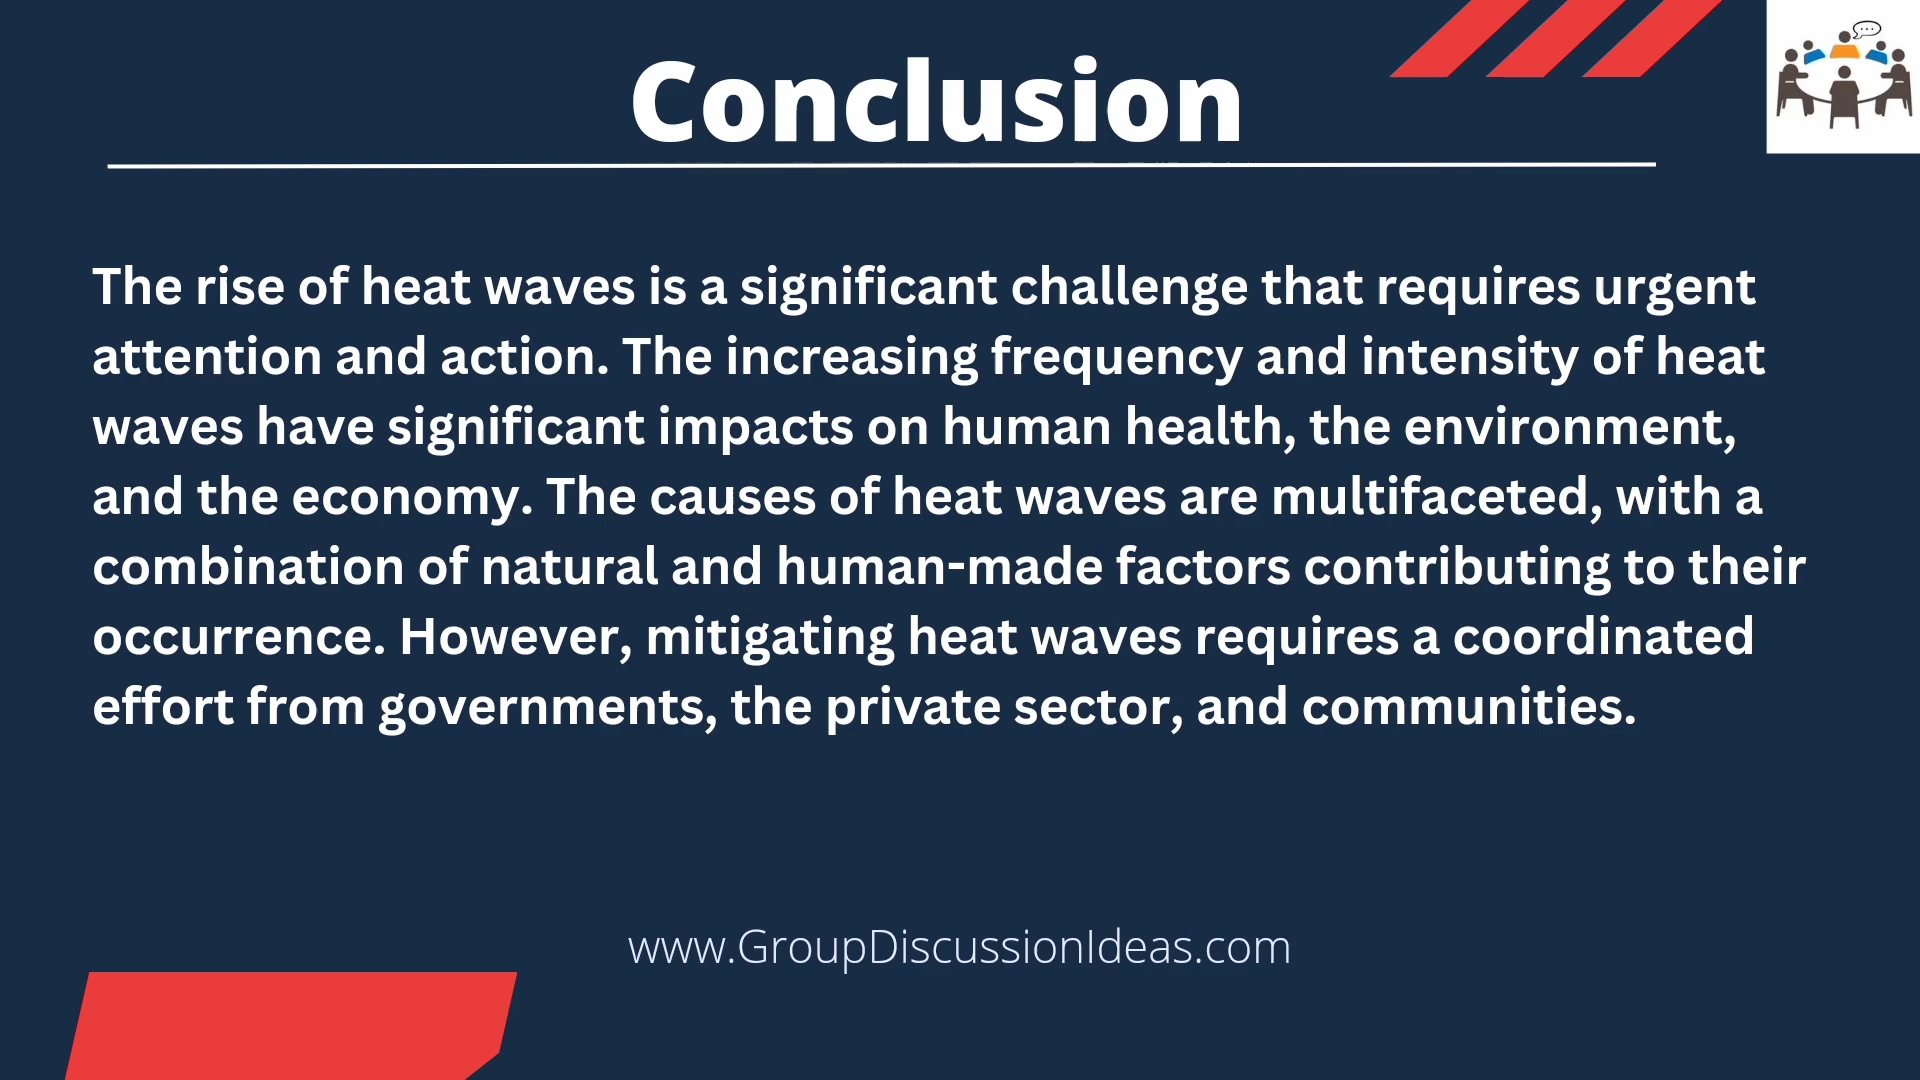 Conclusion
The rise of heat waves is a significant challenge that requires urgent
attention and action. The increasing frequency and intensity of heat
waves have significant impacts on human health, the environment,
and the economy. The causes of heat waves are multifaceted, with a
combination of natural and human-made factors contributing to their
occurrence. However, mitigating heat waves requires a coordinated
effort from governments, the private sector, and communities.
www.GroupDiscussionIdeas.com